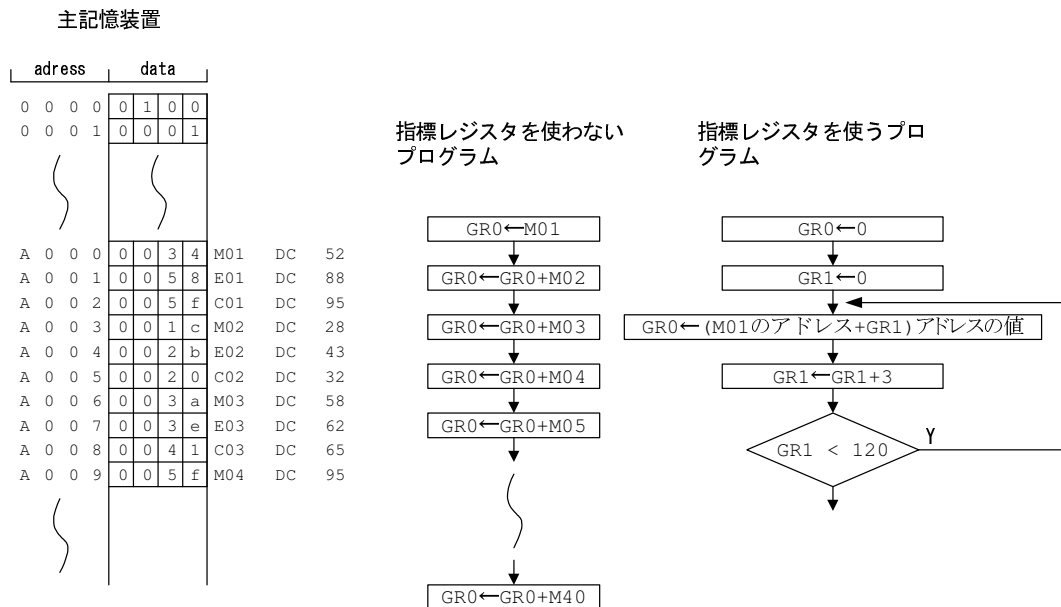 主記憶装置
adress data
0 0 0 0 0 1 0 0
0 0 0 1 0 0 0 1
A 0 0 0 0 0 3 4 M01 DC 52
A 0 0 1 0 0 5 8 E01 DC 88
A 0 0 2 0 0 5 f C01 DC 95
A 0 0 3 0 0 1 c M02 DC 28
A 0 0 4 0 0 2 b E02 DC 43
A 0 0 5 0 0 2 0 C02 DC 32
A 0 0 6 0 0 3 a M03 DC 58
A 0 0 7 0 0 3 e E03 DC 62
A 0 0 8 0 0 4 1 C03 DC 65
A 0 0 9 0 0 5 f M04 DC 95
指標レジスタを使わない
プログラム
GR0←M01
GR0←GR0+M02
GR0←GR0+M03
GR0←GR0+M04
GR0←GR0+M05
GR0←GR0+M40
指標レジスタを使うプロ
グラム
GR0←0
GR1←0
GR0←(M01のアドレス+GR1)アドレスの値
GR1←GR1+3
GR1 < 120
Y